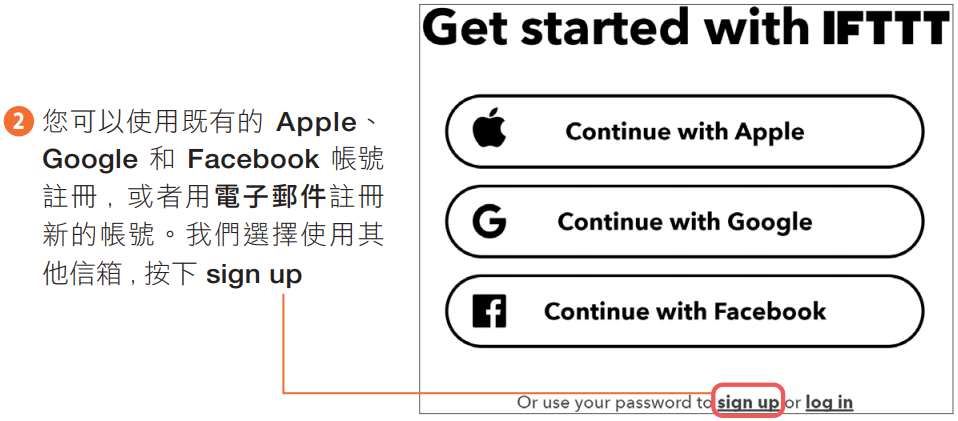 2 您可以使用既有的 Apple、
Google 和 Facebook 帳號
註冊，或者用電子郵件註冊
新的帳號。我們選擇使用其
他信箱，按下 sign up
Get started with IFTTT
Continue with Apple
Continue with Google
Continue with Facebook
Or use your password to sign up or log in